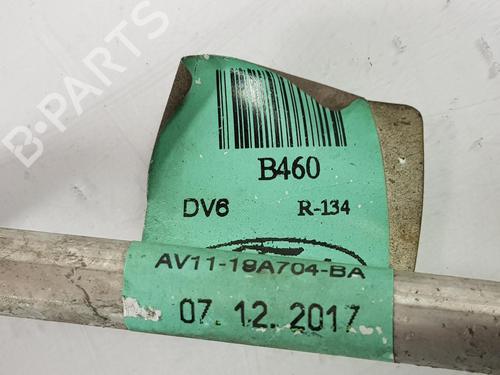 B-PARTS
B460
DV6 R-134
AV11-19A704-BA
07.12.2017